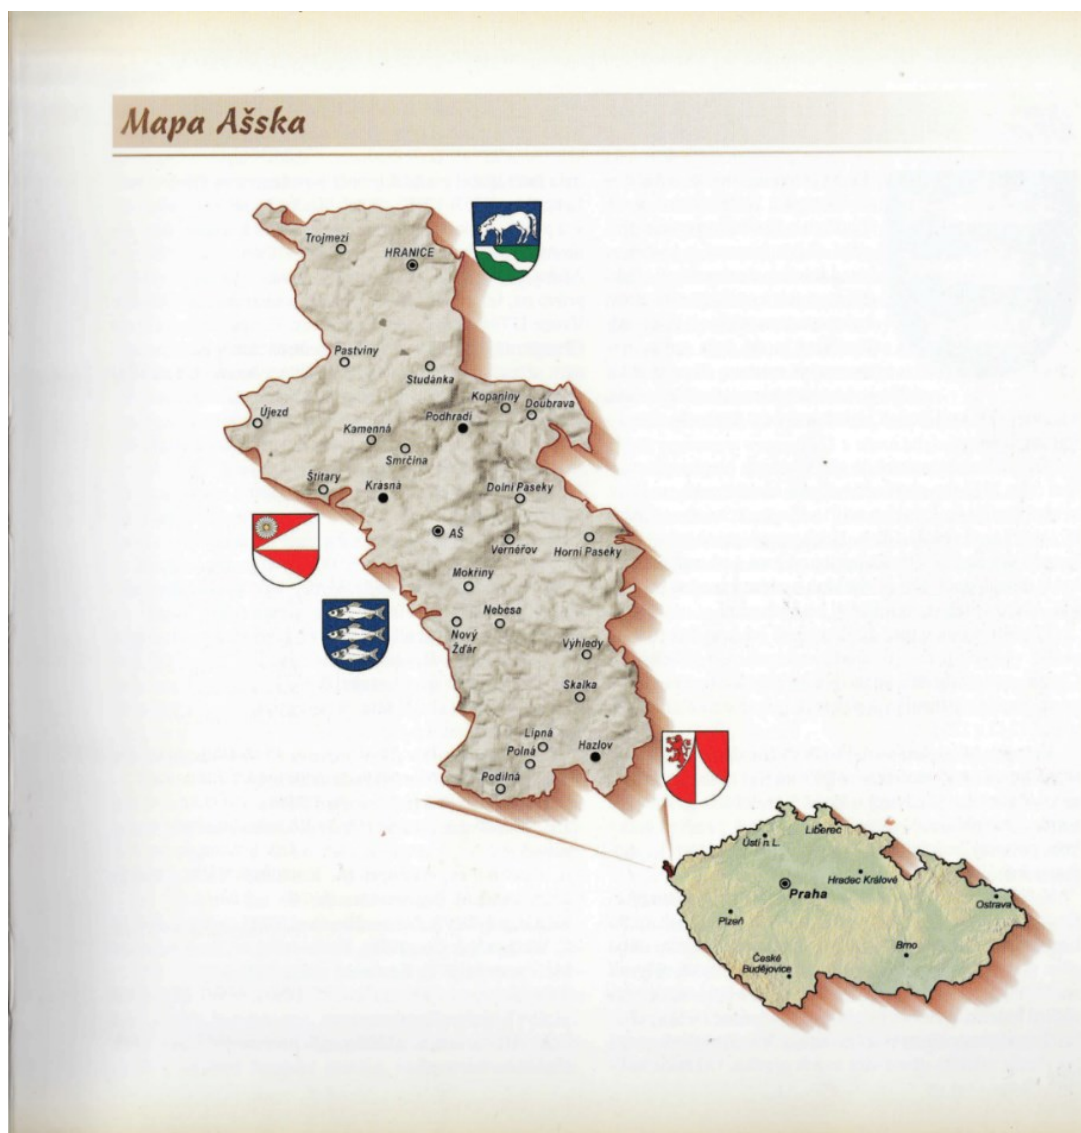 Mapa Ašska
Trojmezí
HRANICE
Pastviny
Studánka
Kopaniny
Doubrava
Újezd
Podhradí
Kamenná
Smrčina
Štítary
Krásná
Dolní Paseky
AŠ
Vernéřov
Horní Paseky
Mokřiny
Nebesa
Nový
Žďár
Výhledy
Skalka
Lipná
Polná
Hazlov
Podílná
Liberec
Ústí n. L.
Hradec Králové
Praha
Ostrava
Plzeň
Brno
České
Budějovice